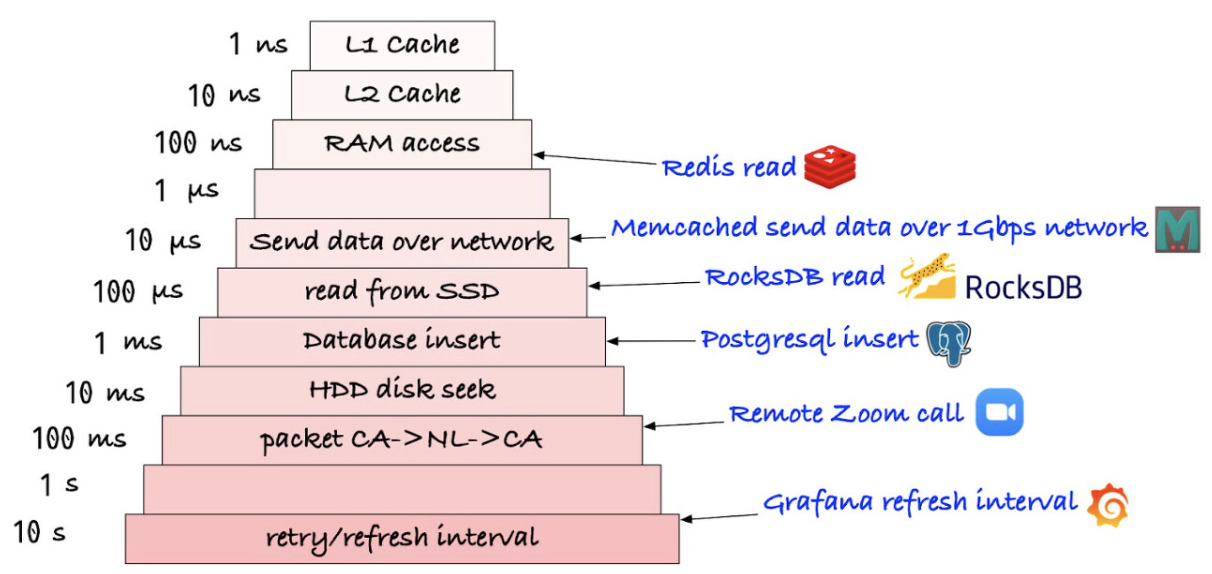 1 ns L1 Cache
10 ns L2 Cache
100 ns RAM access
Redis read
1 µs
10 µs Send data over network Memcached send data over 1Gbps network
100 µs read from SSD RocksDB read RocksDB
1 ms Database insert Postgresql insert
10 ms HDD disk seek
Remote Zoom call
100 ms packet CA->NL->CA
1 s
Grafana refresh interval
10 s retry/refresh interval